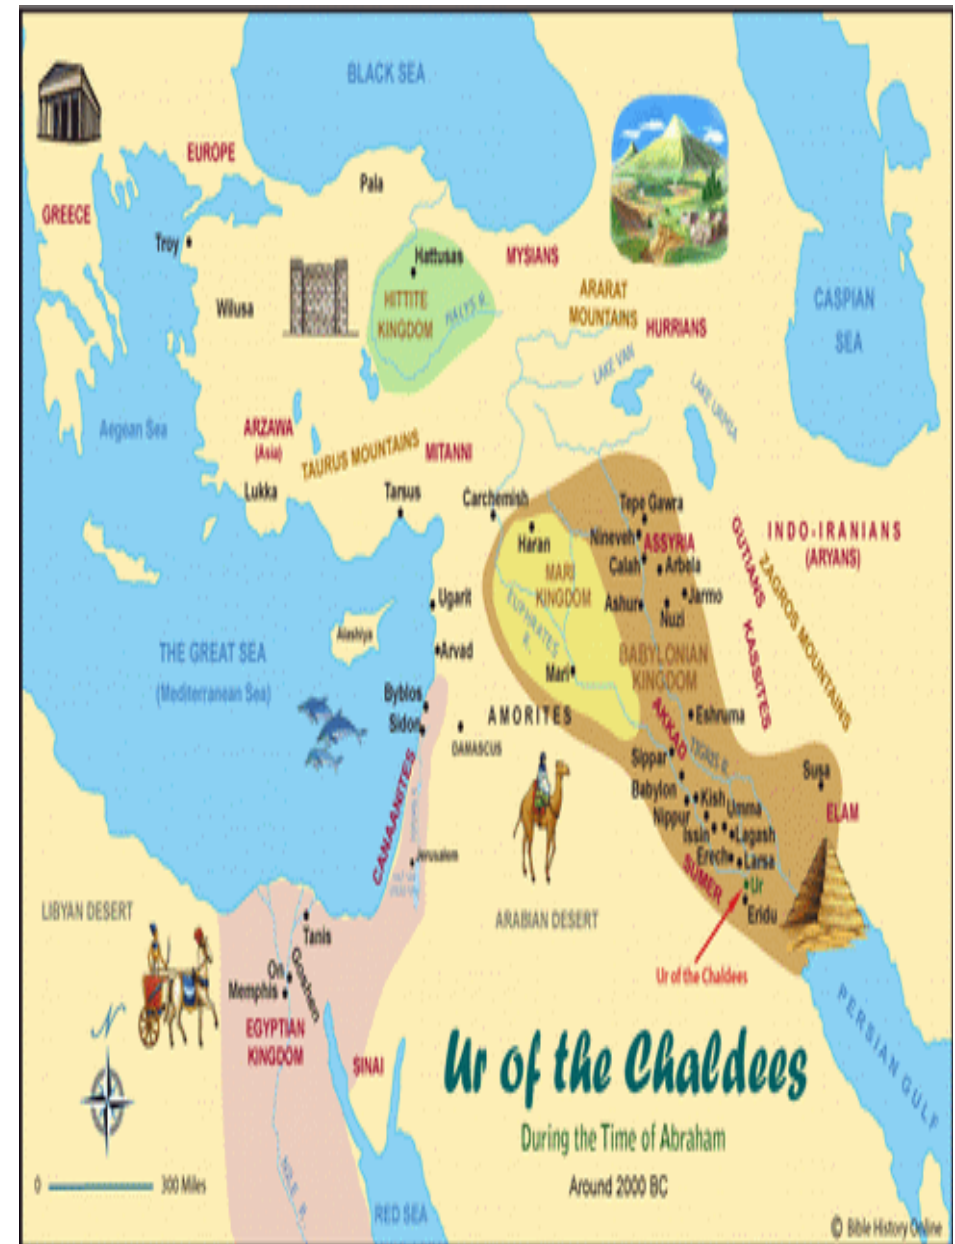 BLACK SEA
EUROPE
GREECE
Pala
Troy
Hattusas
MYSIANS
Wilusa
HITTITE
KINGDOM
HALYS R.
ARARAT
MOUNTAINS
HURRIANS
CASPIAN
SEA
LAKE VAN
LAKE URMIA
Aegean Sea
ARZAWA
(Asia)
TAURUS MOUNTAINS
MITANNI
Lukka
Tarsus
Carchemish
Tepe Gawra
Haran
Nineveh
ASSYRIA
INDO-IRANIANS
(ARYANS)
GUTIANS
ZAGROS MOUNTAINS
KASSITES
MARI
KINGDOM
Calah
Arbela
Ashur
Jarmo
Nuzi
Ugarit
EUPHRATES
R.
Alashiya
Arvad
THE GREAT SEA
(Mediterranean Sea)
BABYLONIAN
KINGDOM
Mari
Byblos
Sidon
AMORITES
DAMASCUS
AKKAD
Eshruma
TIGRIS R.
Sippar
Babylon
Kish
Umma
Nippur
Issin
Lagash
Susa
ELAM
CANAANITES
Jerusalem
Erech
Larsa
SUMER
Ur
Eridu
LIBYAN DESERT
ARABIAN DESERT
Tanis
On
Goshen
Memphis
Ur of the Chaldees
EGYPTIAN
KINGDOM
SINAI
PERSIAN GULF
N
Ur of the Chaldees
During the Time of Abraham
Around 2000 BC
0 300 Miles
NILE R.
RED SEA
© Bible History Online